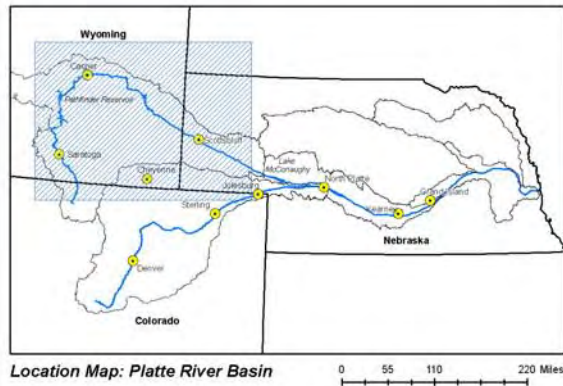 Wyoming
Casper
Pathfinder Reservoir
Scottsbluff
Saratoga
Cheyenne
Lake
McConaughy
Julesburg
North Platte
Sterling
Kearney
Grand Island
Nebraska
Denver
Colorado
Location Map: Platte River Basin
0 55 110 220 Miles